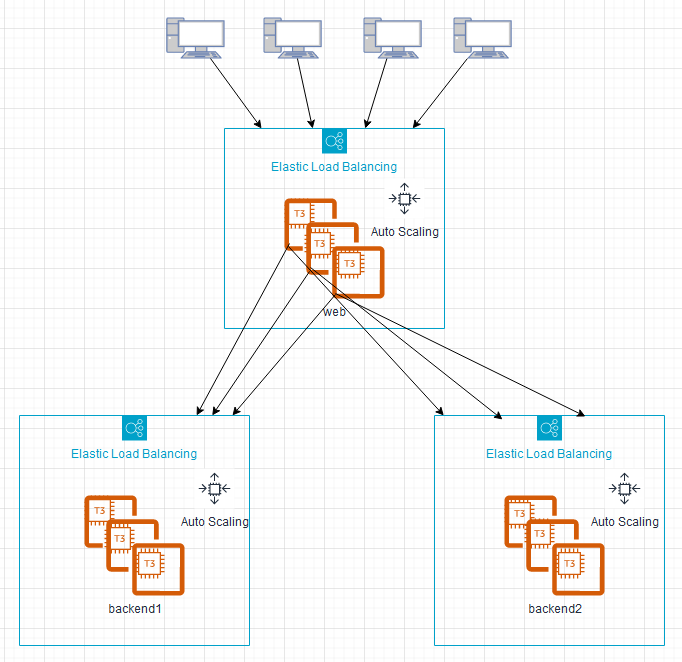 Elastic Load Balancing
T3
Auto Scaling
T3
T3
web
Elastic Load Balancing
T3
Auto Scaling
T3
T3
backend1
Elastic Load Balancing
T3
Auto Scaling
T3
T3
backend2